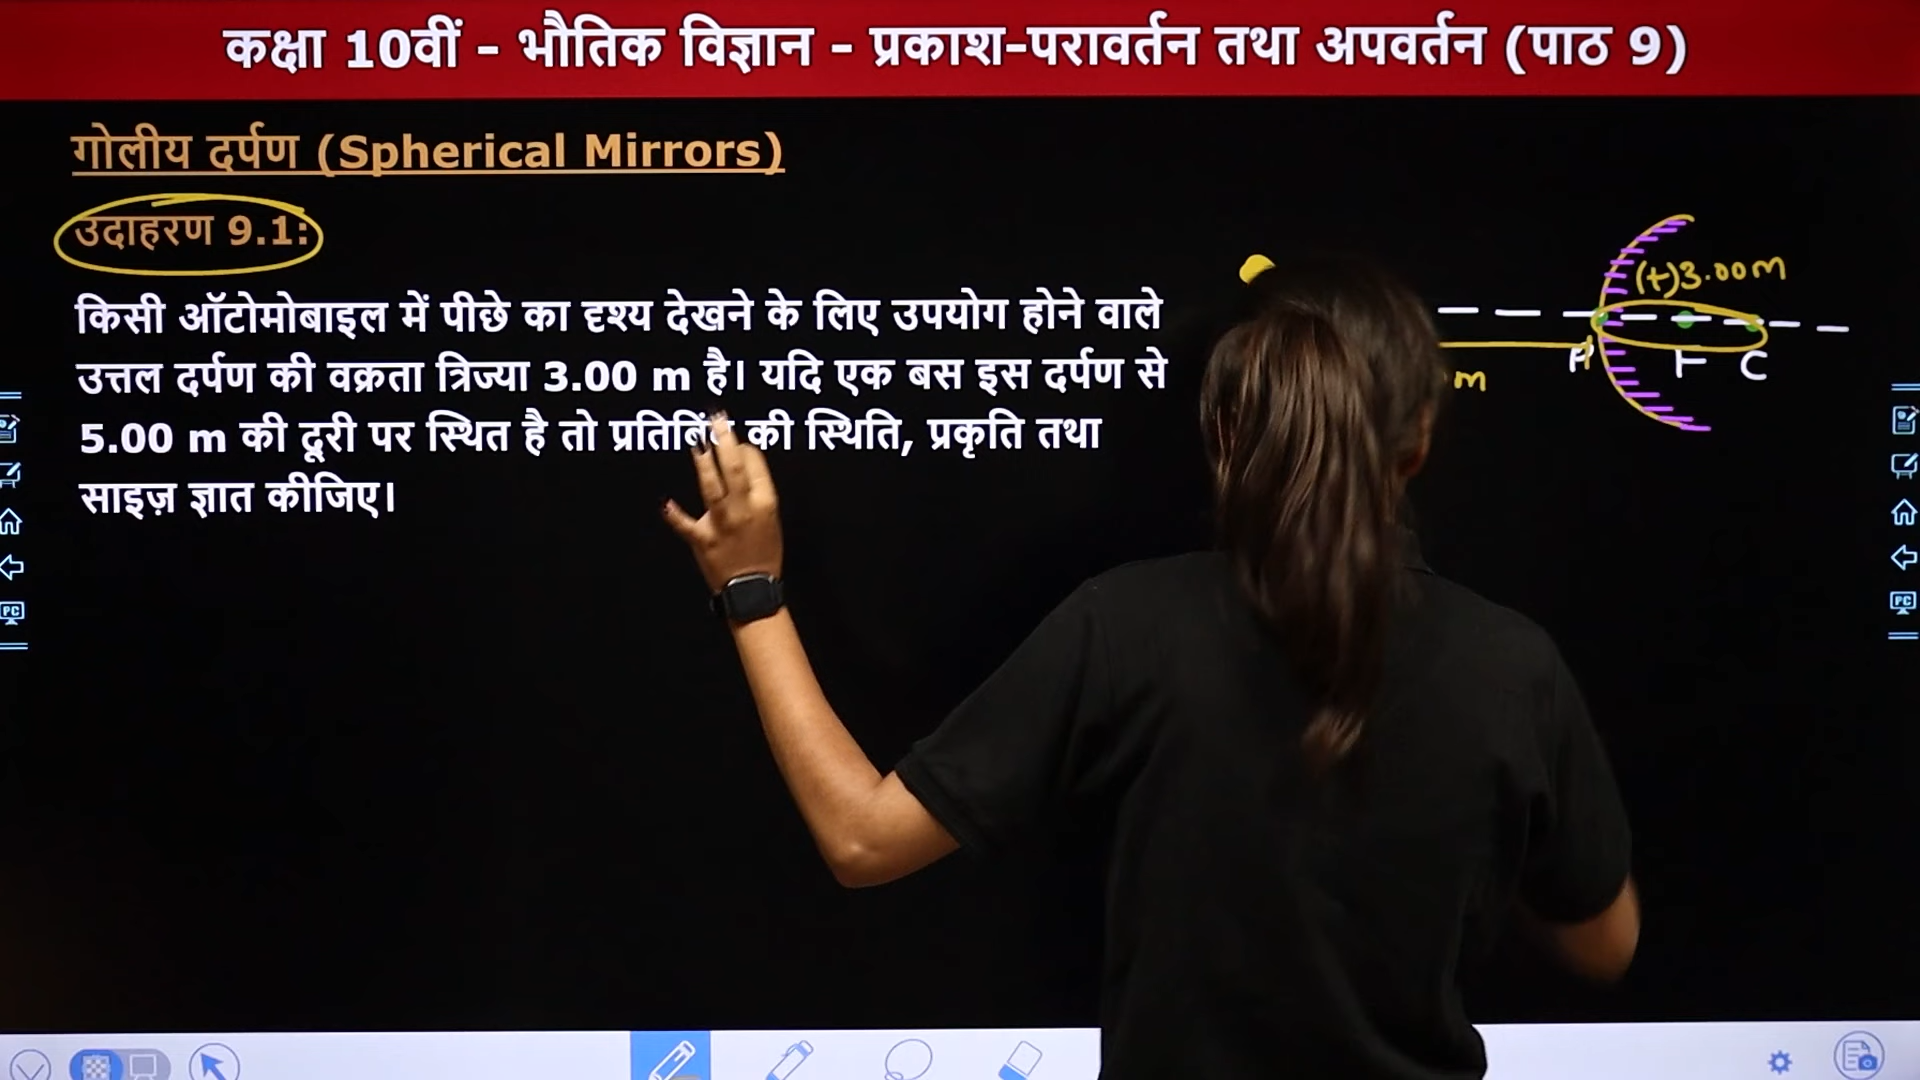 कक्षा 10वीं - भौतिक विज्ञान - प्रकाश-परावर्तन तथा अपवर्तन (पाठ 9)
गोलीय दर्पण (Spherical Mirrors)
उदाहरण 9.1:
किसी ऑटोमोबाइल में पीछे का दृश्य देखने के लिए उपयोग होने वाले
उत्तल दर्पण की वक्रता त्रिज्या 3.00 m है। यदि एक बस इस दर्पण से
5.00 m की दूरी पर स्थित है तो की स्थिति, प्रकृति तथा
साइज़ ज्ञात कीजिए।
(+)3.00m
F C
m
PC
PC